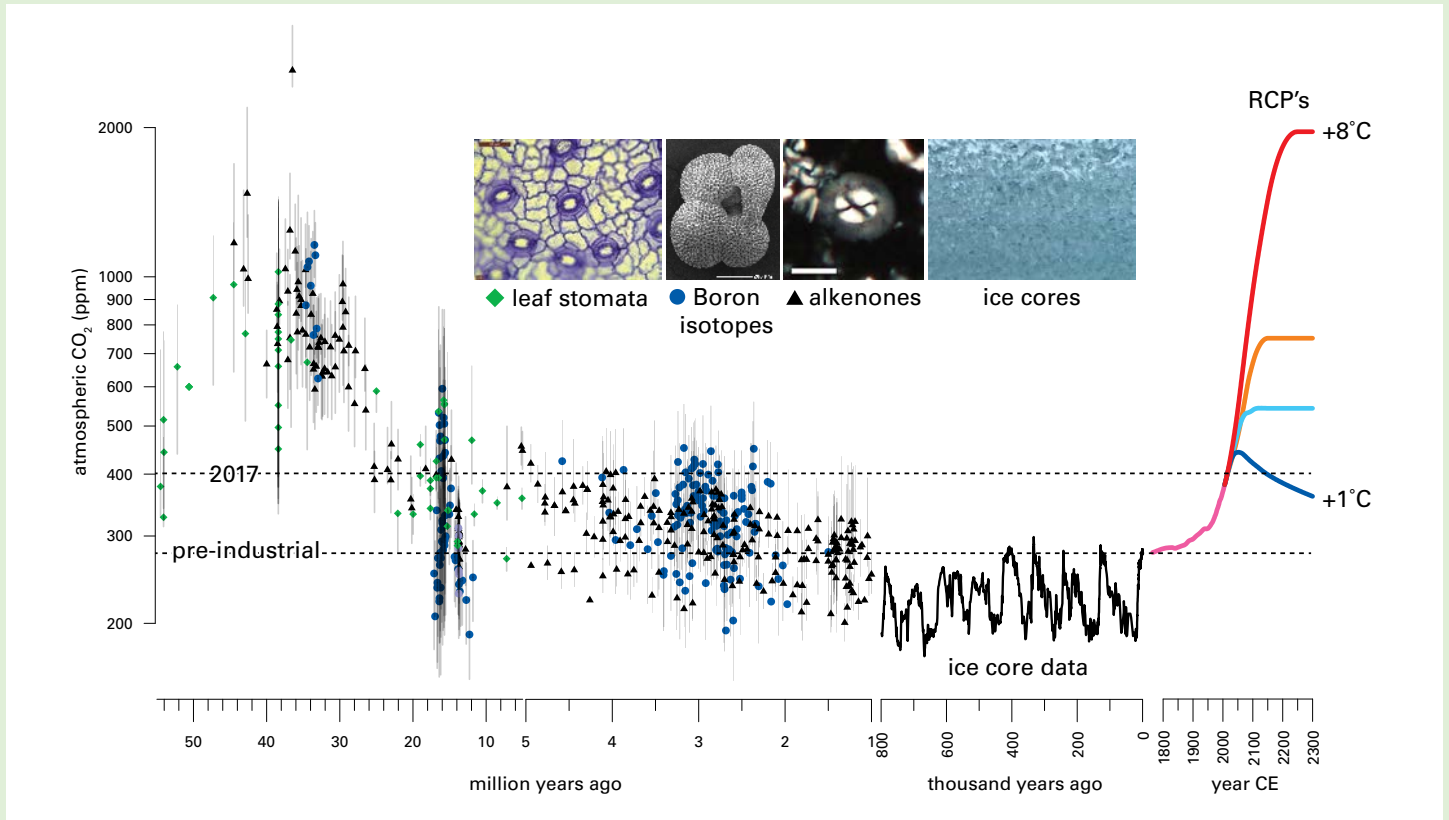 RCP's
+8°C
2000
1000
900
800
700
600
500
400
300
200
atmospheric CO₂ (ppm)
leaf stomata
Boron
isotopes
alkenones
ice cores
2017
pre-industrial
+1°C
ice core data
50 40 30 20 10 5 4 3 2 1
million years ago
800 600 400 200 0
thousand years ago
1800 1900 2000 2100 2200 2300
year CE